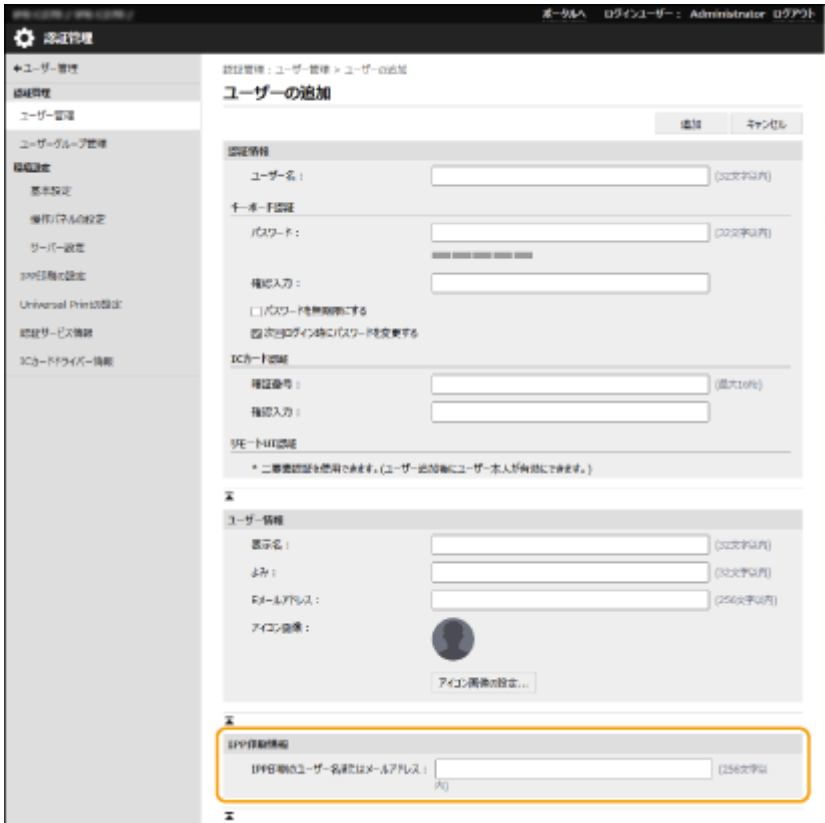 ポータルへ ログインユーザー： Administrator ログアウト
認証管理
ユーザー管理
認証管理：ユーザー管理 > ユーザーの追加
認証管理
ユーザーの追加
ユーザー管理
追加 キャンセル
ユーザーグループ管理
認証情報
環境設定
ユーザー名： (32文字以内)
基本設定
キーボード認証
操作パネルの設定
パスワード： (32文字以内)
サーバー設定
IPP印刷の設定
確認入力：
Universal Printの設定
パスワードを無期限にする
認証サービス情報
次回ログイン時にパスワードを変更する
ICカードドライバー情報
ICカード認証
暗証番号： (最大16桁)
確認入力：
リモートUI認証
* 二要素認証を使用できます。(ユーザー追加後にユーザー本人が有効にできます。)
ユーザー情報
表示名： (32文字以内)
よみ： (32文字以内)
Eメールアドレス： (256文字以内)
アイコン画像：
アイコン画像の設定...
IPP印刷情報
IPP印刷のユーザー名またはメールアドレス： (256文字以
内)